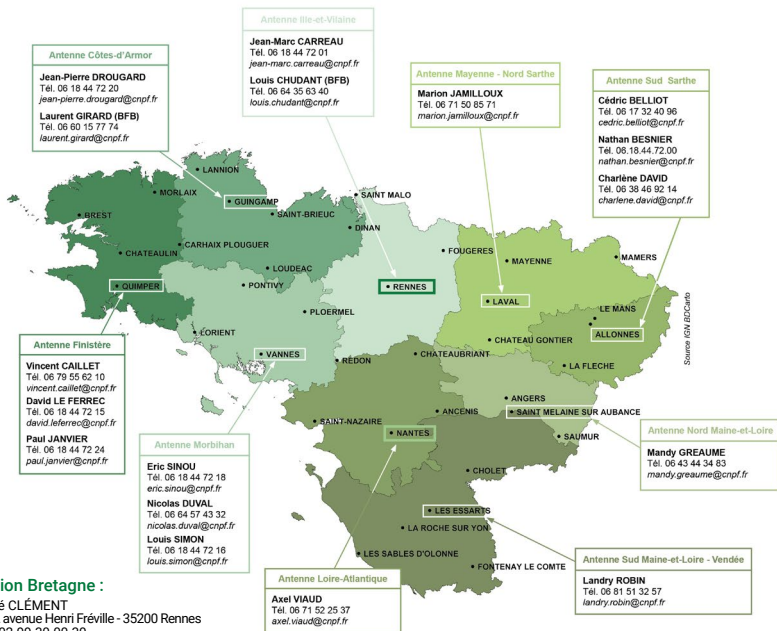 Antenne Ille-et-Vilaine
Jean-Marc CARREAU
Tél. 06 18 44 72 01
jean-marc.carreau@cnpf.fr
Louis CHUDANT (BFB)
Tél. 06 64 35 63 40
louis.chudant@cnpf.fr
Antenne Côtes-d'Armor
Jean-Pierre DROUGARD
Tél. 06 18 44 72 20
jean-pierre.drougard@cnpf.fr
Laurent GIRARD (BFB)
Tél. 06 60 15 77 74
laurent.girard@cnpf.fr
Antenne Mayenne - Nord Sarthe
Marion JAMILLOUX
Tél. 06 71 50 85 71
marion.jamilloux@cnpf.fr
Antenne Sud Sarthe
Cédric BELLIOT
Tél. 06 17 32 40 96
cedric.belliot@cnpf.fr
Nathan BESNIER
Tél. 06.18.44.72.00
nathan.besnier@cnpf.fr
Charlène DAVID
Tél. 06 38 46 92 14
charlene.david@cnpf.fr
LANNION
MORLAIX
GUINGAMP
SAINT MALO
BREST
SAINT-BRIEUC
DINAN
CARHAIX PLOUGUER
CHATEAULIN
FOUGERES
MAYENNE
MAMERS
LOUDEAC
QUIMPER
PONTIVY
RENNES
LAVAL
PLOERMEL
LE MANS
LORIENT
ALLONNES
CHATEAU GONTIER
VANNES
REDON
CHATEAUBRIANT
LA FLECHE
Source IGN BDCarto
ANGERS
ANCENIS
SAINT MELAINE SUR AUBANCE
SAINT-NAZAIRE
NANTES
SAUMUR
CHOLET
LES ESSARTS
LA ROCHE SUR YON
LES SABLES D'OLONNE
FONTENAY LE COMTE
Antenne Finistère
Vincent CAILLET
Tél. 06 79 55 62 10
vincent.caillet@cnpf.fr
David LE FERREC
Tél. 06 18 44 72 15
david.leferrec@cnpf.fr
Paul JANVIER
Tél. 06 18 44 72 24
paul.janvier@cnpf.fr
Antenne Morbihan
Eric SINOU
Tél. 06 18 44 72 18
eric.sinou@cnpf.fr
Nicolas DUVAL
Tél. 06 64 57 43 32
nicolas.duval@cnpf.fr
Louis SIMON
Tél. 06 18 44 72 16
louis.simon@cnpf.fr
Antenne Nord Maine-et-Loire
Mandy GREAUME
Tél. 06 43 44 34 83
mandy.greaume@cnpf.fr
Antenne Sud Maine-et-Loire - Vendée
Landry ROBIN
Tél. 06 81 51 32 57
landry.robin@cnpf.fr
Antenne Loire-Atlantique
Axel VIAUD
Tél. 06 71 52 25 37
axel.viaud@cnpf.fr
ion Bretagne :
é CLÉMENT
avenue Henri Fréville - 35200 Rennes